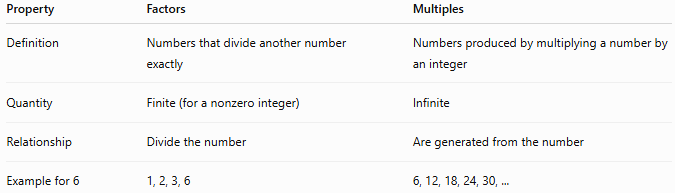 Property Factors Multiples
Definition Numbers that divide another number Numbers produced by multiplying a number by
exactly an integer
Quantity Finite (for a nonzero integer) Infinite
Relationship Divide the number Are generated from the number
Example for 6 1, 2, 3, 6 6, 12, 18, 24, 30, ...